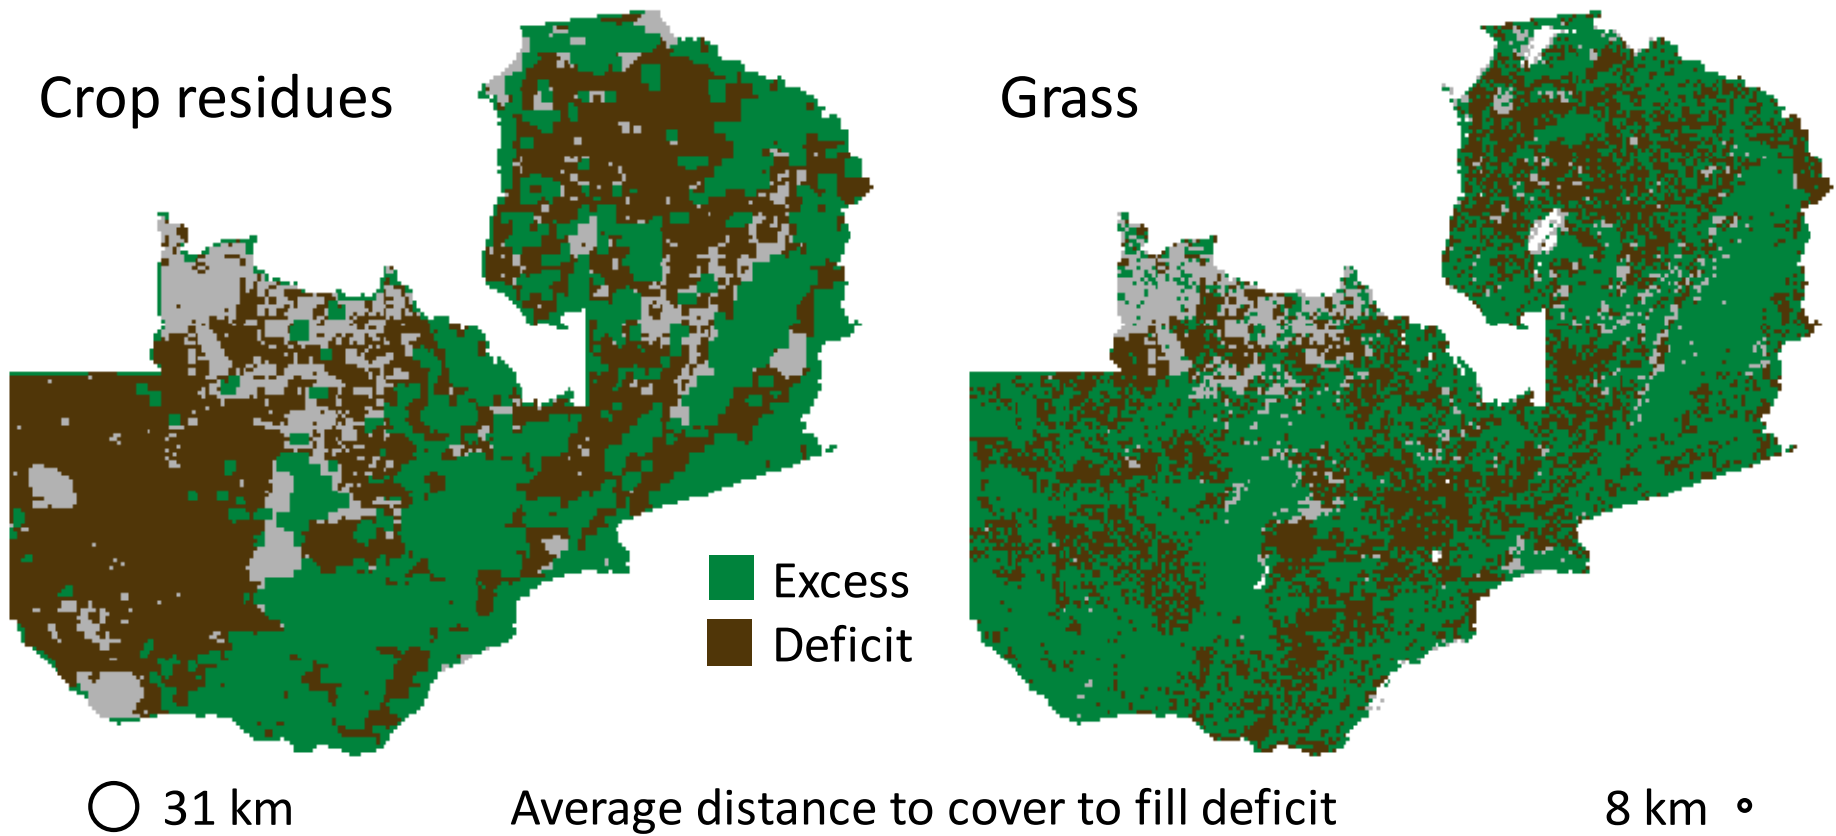 Crop residues
Grass
Excess
Deficit
31 km
Average distance to cover to fill deficit
8 km